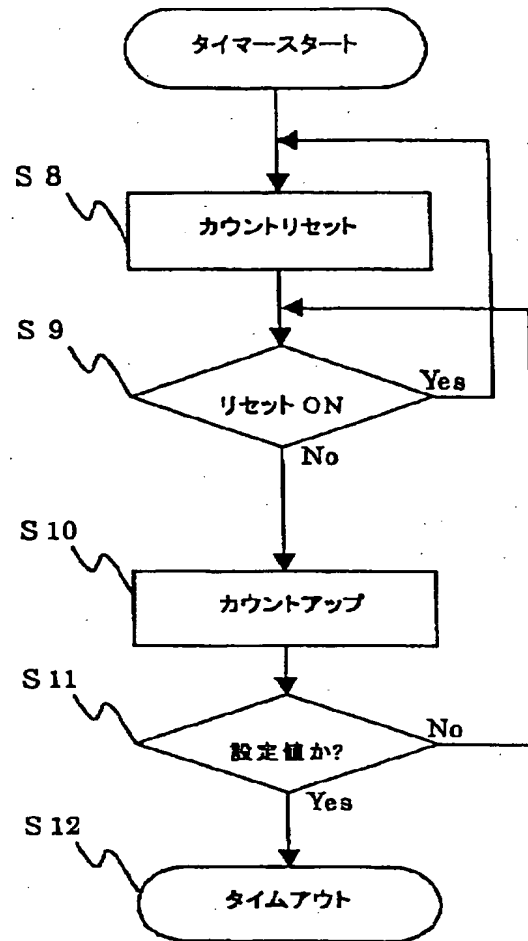 タイマースタート
S 8
カウントリセット
S 9
リセット ON
Yes
No
S 10
カウントアップ
S 11
設定値か?
No
Yes
S 12
タイムアウト